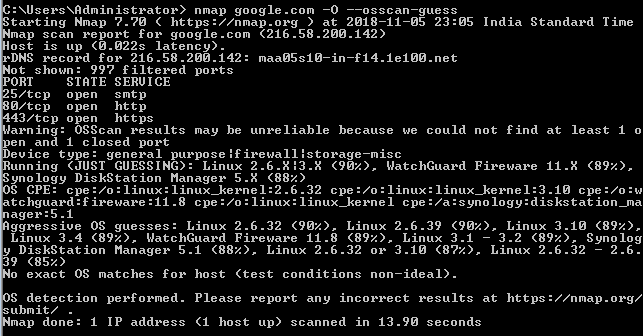 C:\Users\Administrator> nmap google.com -O --osscan-guess
Starting Nmap 7.70 ( https://nmap.org ) at 2018-11-05 23:05 India Standard Time
Nmap scan report for google.com (216.58.200.142)
Host is up (0.022s latency).
rDNS record for 216.58.200.142: maa05s10-in-f14.1e100.net
Not shown: 997 filtered ports
PORT    STATE SERVICE
25/tcp  open  smtp
80/tcp  open  http
443/tcp open  https
Warning: OSScan results may be unreliable because we could not find at least 1 o
pen and 1 closed port
Device type: general purpose|firewall|storage-misc
Running (JUST GUESSING): Linux 2.6.X|3.X (90%), WatchGuard Fireware 11.X (89%),
Synology DiskStation Manager 5.X (88%)
OS CPE: cpe:/o:linux:linux_kernel:2.6.32 cpe:/o:linux:linux_kernel:3.10 cpe:/o:w
atchguard:fireware:11.8 cpe:/o:linux:linux_kernel cpe:/a:synology:diskstation_ma
nager:5.1
Aggressive OS guesses: Linux 2.6.32 (90%), Linux 2.6.39 (90%), Linux 3.10 (89%),
 Linux 3.4 (89%), WatchGuard Fireware 11.8 (89%), Linux 3.1 - 3.2 (89%), Synolog
y DiskStation Manager 5.1 (88%), Linux 2.6.32 or 3.10 (87%), Linux 2.6.32 - 2.6.
39 (85%)
No exact OS matches for host (test conditions non-ideal).
OS detection performed. Please report any incorrect results at https://nmap.org/
submit/ .
Nmap done: 1 IP address (1 host up) scanned in 13.90 seconds